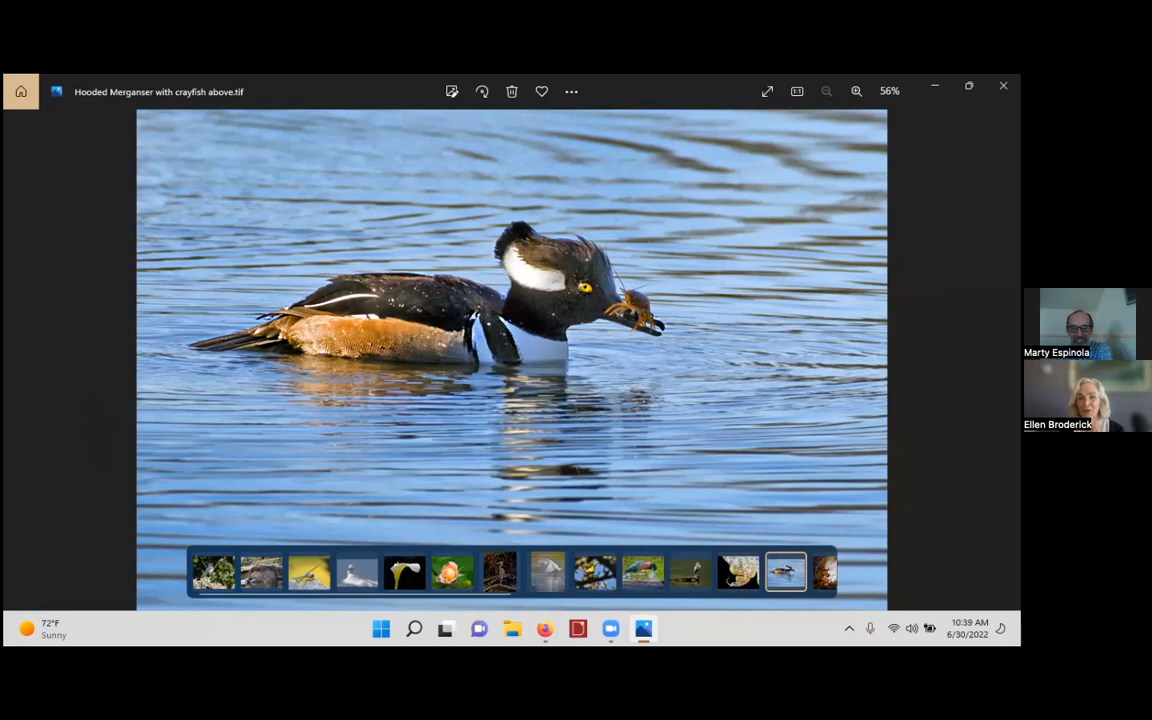 Hooded Merganser with crayfish above.tif
56%
Marty Espinola
Ellen Broderick
72°F
Sunny
10:39 AM
6/30/2022